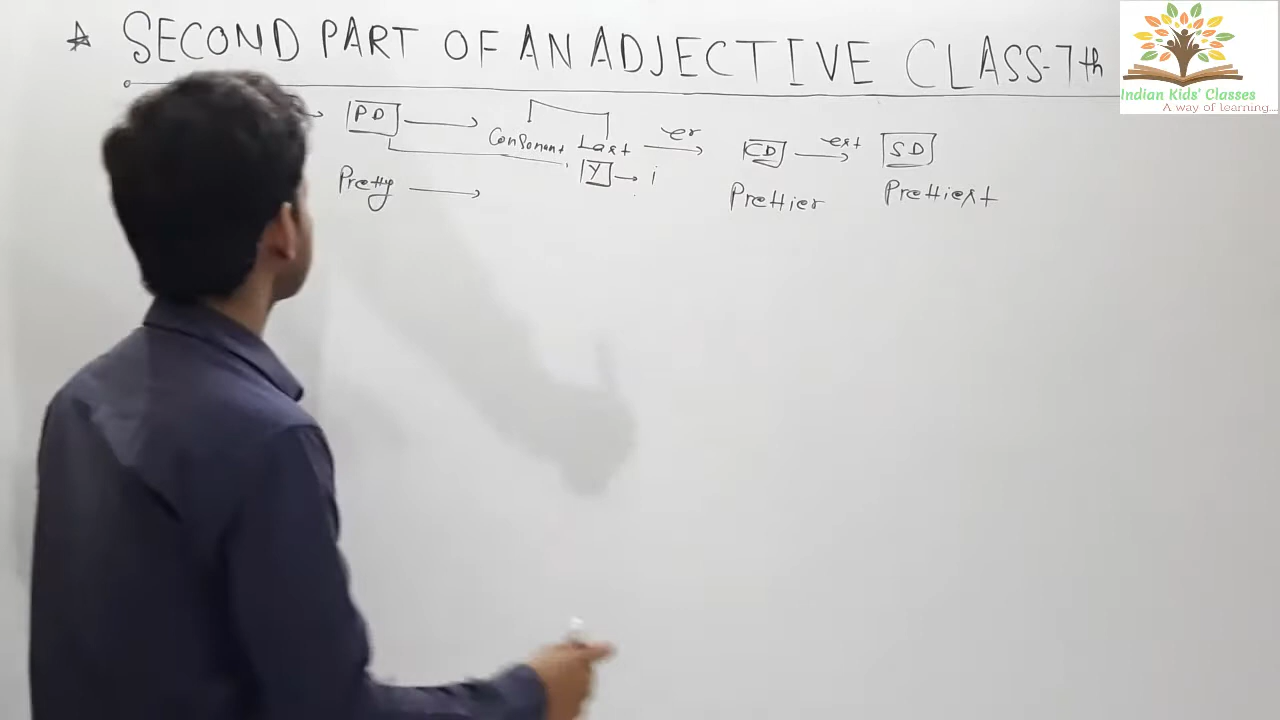 ☆ SECOND PART OF AN ADJECTIVE CLASS-7th
Indian Kids' Classes
A way of learning....
→ PD → Consonant Last er → CD est → SD
Y → i
Pretty → Prettier Prettiest